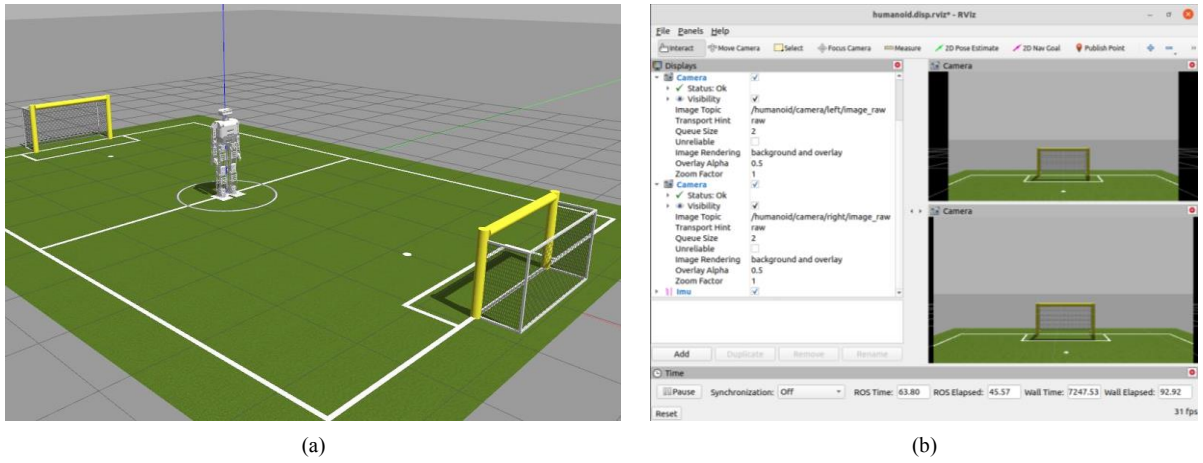 humanoid.disp.rviz* - RViz
File Panels Help
Interact Move Camera Select Focus Camera Measure 2D Pose Estimate 2D Nav Goal Publish Point
Displays
Camera
Status: Ok
Visibility
Image Topic /humanoid/camera/left/image_raw
Transport Hint raw
Queue Size 2
Unreliable
Image Rendering background and overlay
Overlay Alpha 0.5
Zoom Factor 1
Camera
Status: Ok
Visibility
Image Topic /humanoid/camera/right/image_raw
Transport Hint raw
Queue Size 2
Unreliable
Image Rendering background and overlay
Overlay Alpha 0.5
Zoom Factor 1
Imu
Add Duplicate Remove Rename
Camera
Camera
Time
Pause Synchronization: Off ROS Time: 63.80 ROS Elapsed: 45.57 Wall Time: 7247.53 Wall Elapsed: 92.92
Reset 31 fps
(a) (b)